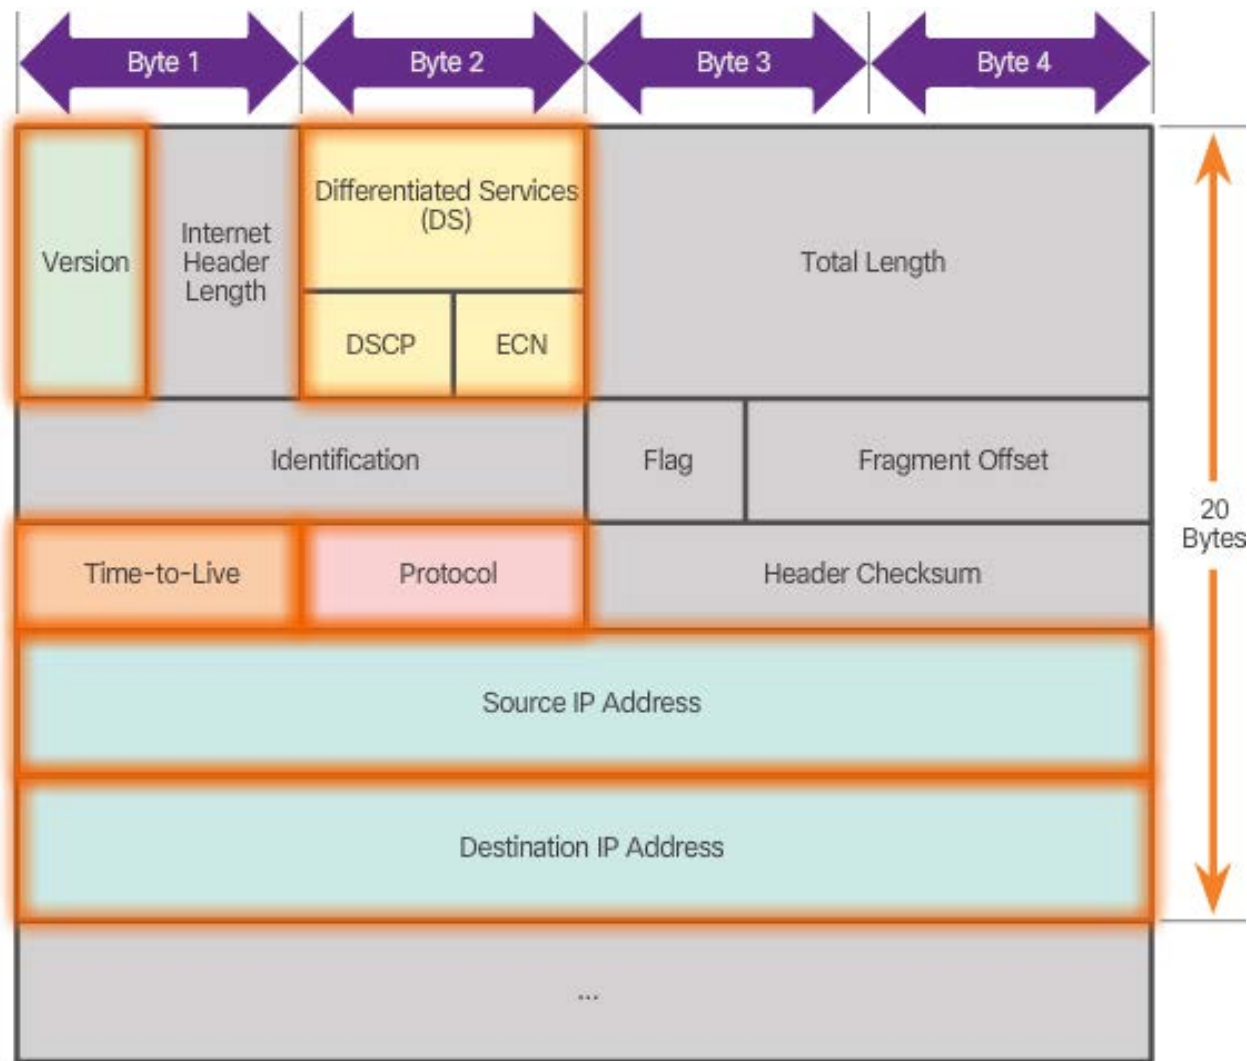 Byte 1
Byte 2
Byte 3
Byte 4
Version
Internet
Header
Length
Differentiated Services
(DS)
DSCP
ECN
Total Length
Identification
Flag
Fragment Offset
20
Bytes
Time-to-Live
Protocol
Header Checksum
Source IP Address
Destination IP Address
...